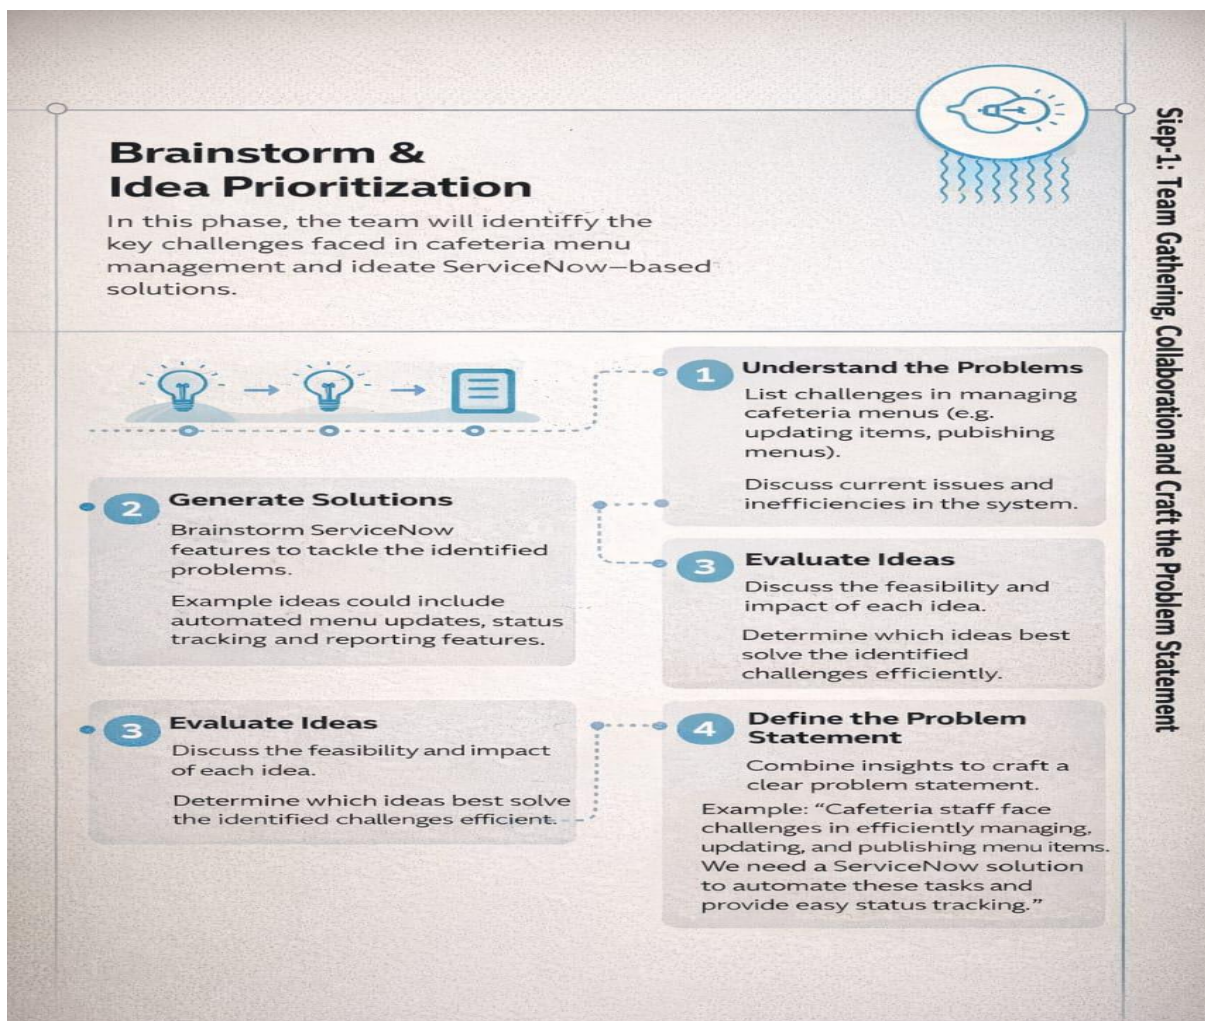 Brainstorm &
Idea Prioritization
In this phase, the team will identiffy the
key challenges faced in cafeteria menu
management and ideate ServiceNow–based
solutions.
1
Understand the Problems
List challenges in managing
cafeteria menus (e.g.
updating items, pubishing
menus).
Discuss current issues and
inefficiencies in the system.
2
Generate Solutions
Brainstorm ServiceNow
features to tackle the identified
problems.
Example ideas could include
automated menu updates, status
tracking and reporting features.
3
Evaluate Ideas
Discuss the feasibility and
impact of each idea.
Determine which ideas best
solve the identified
challenges efficiently.
3
Evaluate Ideas
Discuss the feasibility and impact
of each idea.
Determine which ideas best solve
the identified challenges efficient.
4
Define the Problem
Statement
Combine insights to craft a
clear problem statement.
Example: “Cafeteria staff face
challenges in efficiently managing,
updating, and publishing menu items.
We need a ServiceNow solution
to automate these tasks and
provide easy status tracking.”
Siep-1: Team Gathering, Collaboration and Craft the Problem Statement